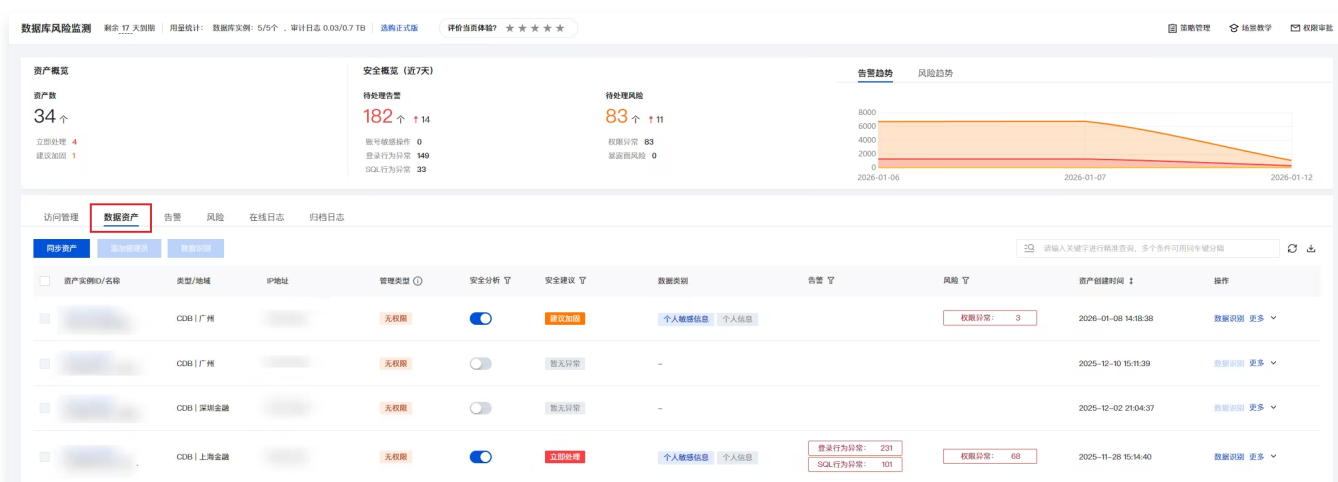 数据库风险监测 剩余 17 天到期 用量统计： 数据库实例：5/5个 ，审计日志 0.03/0.7 TB 选购正式版 评价当页体验? ★ ★ ★ ★ ★ 策略管理 场景教学 权限审批
资产概览 安全概览（近7天） 告警趋势 风险趋势
资产数 待处理告警 待处理风险
34 个 182 个 ↑ 14 83 个 ↑ 11
立即处理 4 账号敏感操作 0 权限异常 83
建议加固 1 登录行为异常 149 暴露面风险 0
SQL行为异常 33
8000
6000
4000
2000
0
2026-01-06 2026-01-07 2026-01-12
访问管理 数据资产 告警 风险 在线日志 归档日志
同步资产 添加管理员 数据识别 请输入关键字进行精准查询，多个条件可用回车键分隔
资产实例ID/名称 类型/地域 IP地址 管理类型 安全分析 安全建议 数据类别 告警 风险 资产创建时间 操作
CDB | 广州 无权限 建议加固 个人敏感信息 个人信息 权限异常： 3 2026-01-08 14:18:38 数据识别 更多
CDB | 广州 无权限 暂无异常 – 2025-12-10 15:11:39 数据识别 更多
CDB | 深圳金融 无权限 暂无异常 – 2025-12-02 21:04:37 数据识别 更多
CDB | 上海金融 无权限 立即处理 个人敏感信息 个人信息 登录行为异常： 231 权限异常： 68 2025-11-28 15:14:40 数据识别 更多
SQL行为异常： 101